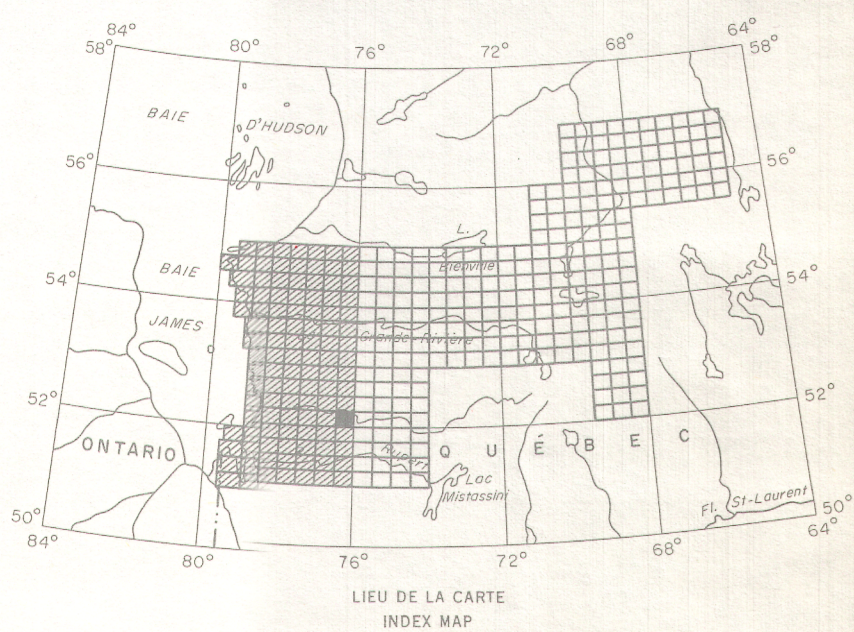 84° 80° 76° 72° 68° 64°
58° 58°
BAIE
D'HUDSON
56° 56°
L.
Bienville
BAIE
54° 54°
JAMES
Grande-Rivière
52° 52°
ONTARIO
QUÉBEC
Rupert
Lac
Mistassini
Fl. St-Laurent
50° 50°
84° 80° 76° 72° 68° 64°
LIEU DE LA CARTE
INDEX MAP